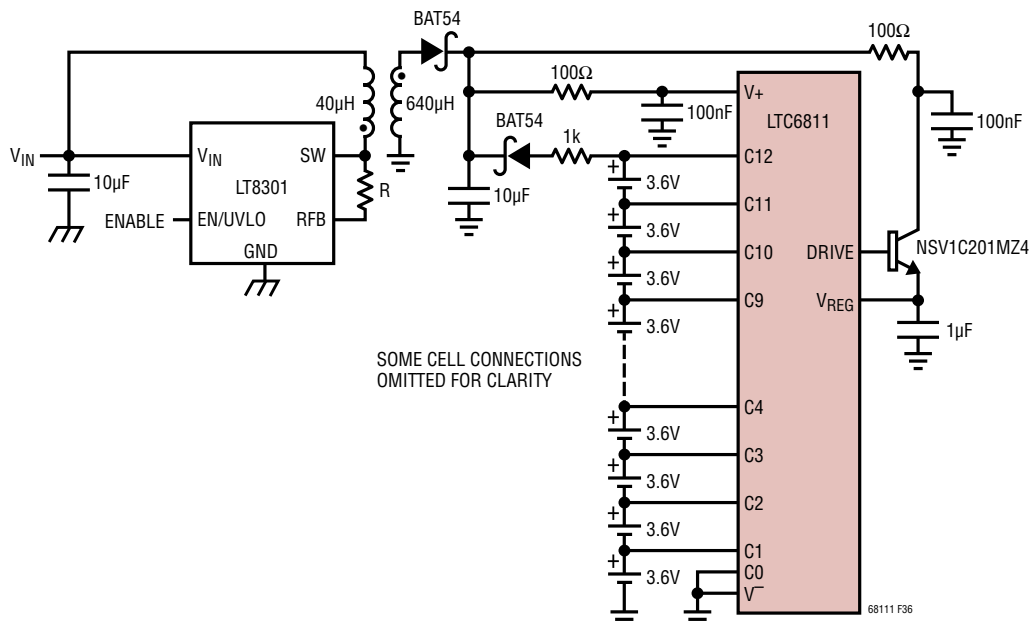 BAT54
100Ω
100Ω
40µH
640µH
V+
LTC6811
BAT54
100nF
100nF
1k
VIN
VIN
SW
C12
10µF
LT8301
R
10µF
3.6V
C11
ENABLE
EN/UVLO
RFB
3.6V
GND
C10
DRIVE
NSV1C201MZ4
3.6V
C9
VREG
3.6V
1µF
SOME CELL CONNECTIONS
OMITTED FOR CLARITY
C4
3.6V
C3
3.6V
C2
3.6V
C1
3.6V
C0
V–
68111 F36